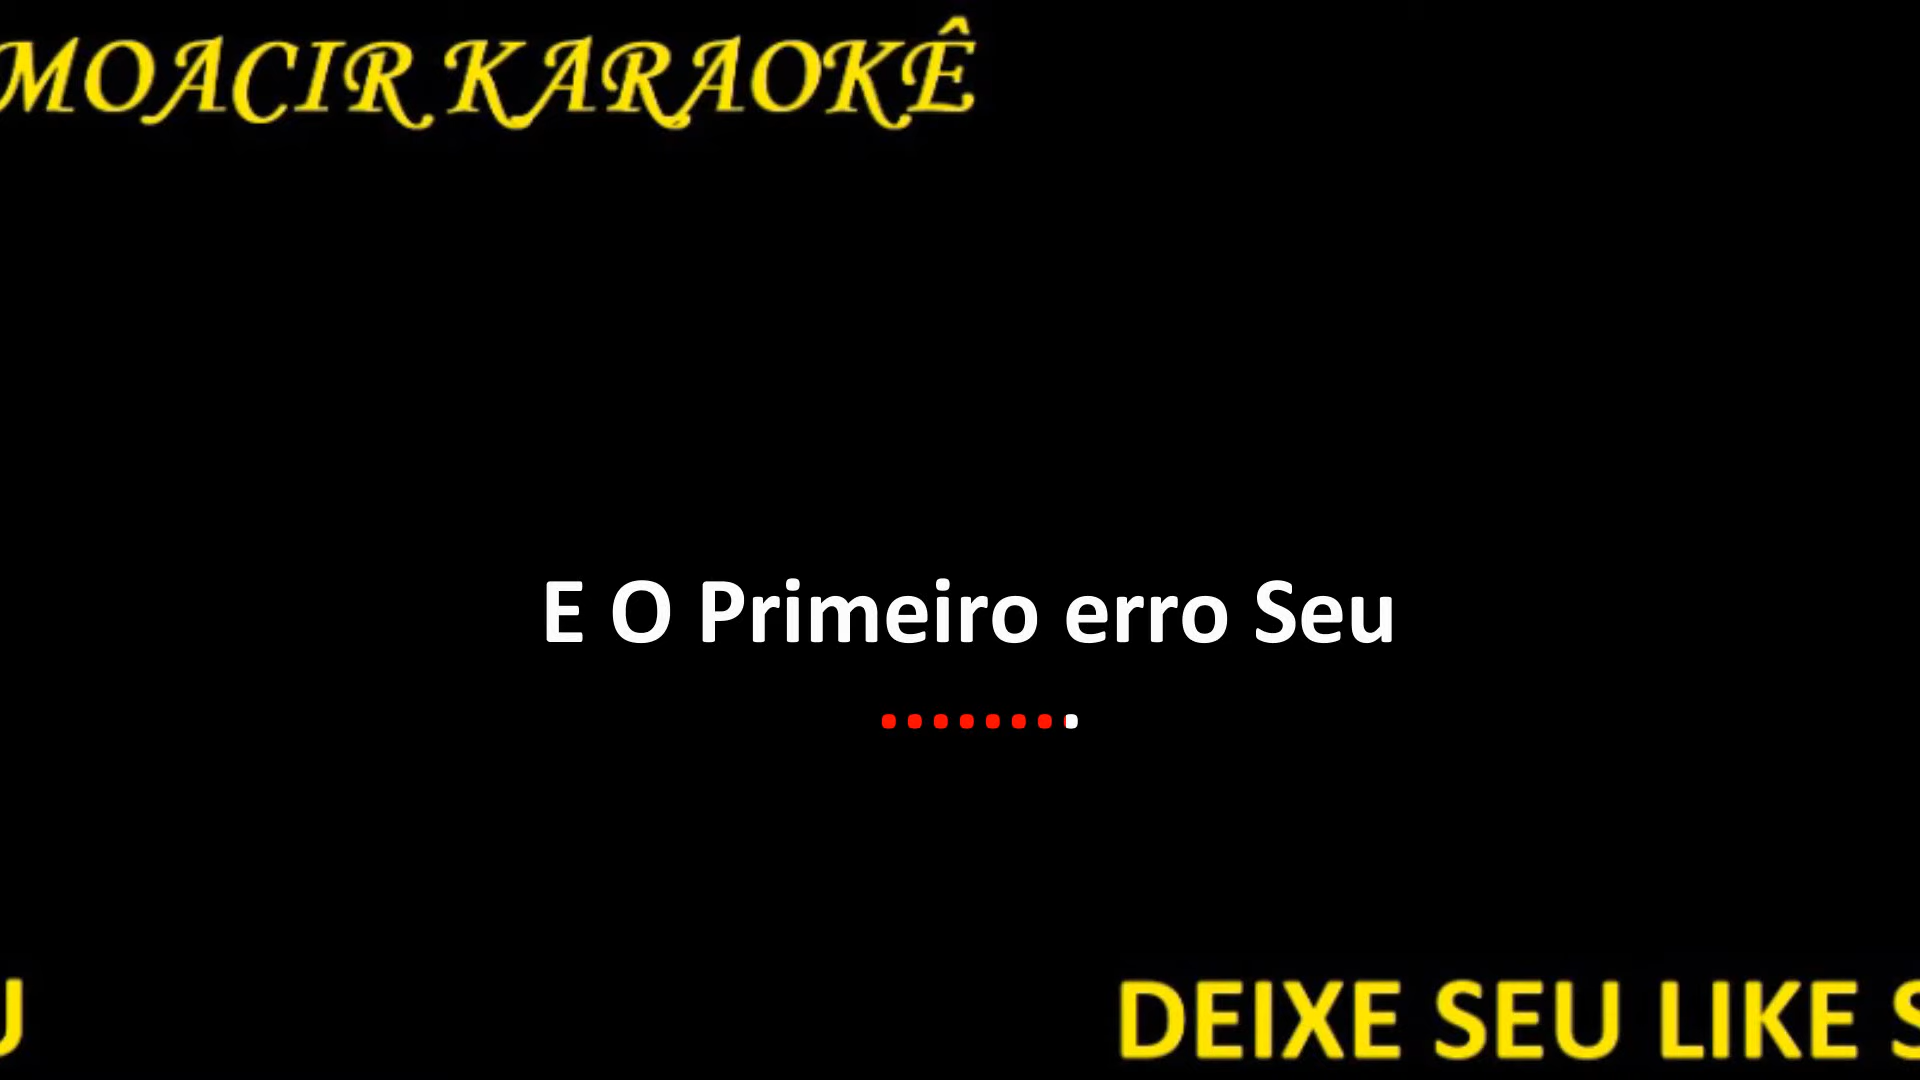 MOACIR KARAOKÊ
E O Primeiro erro Seu
........
U DEIXE SEU LIKE S